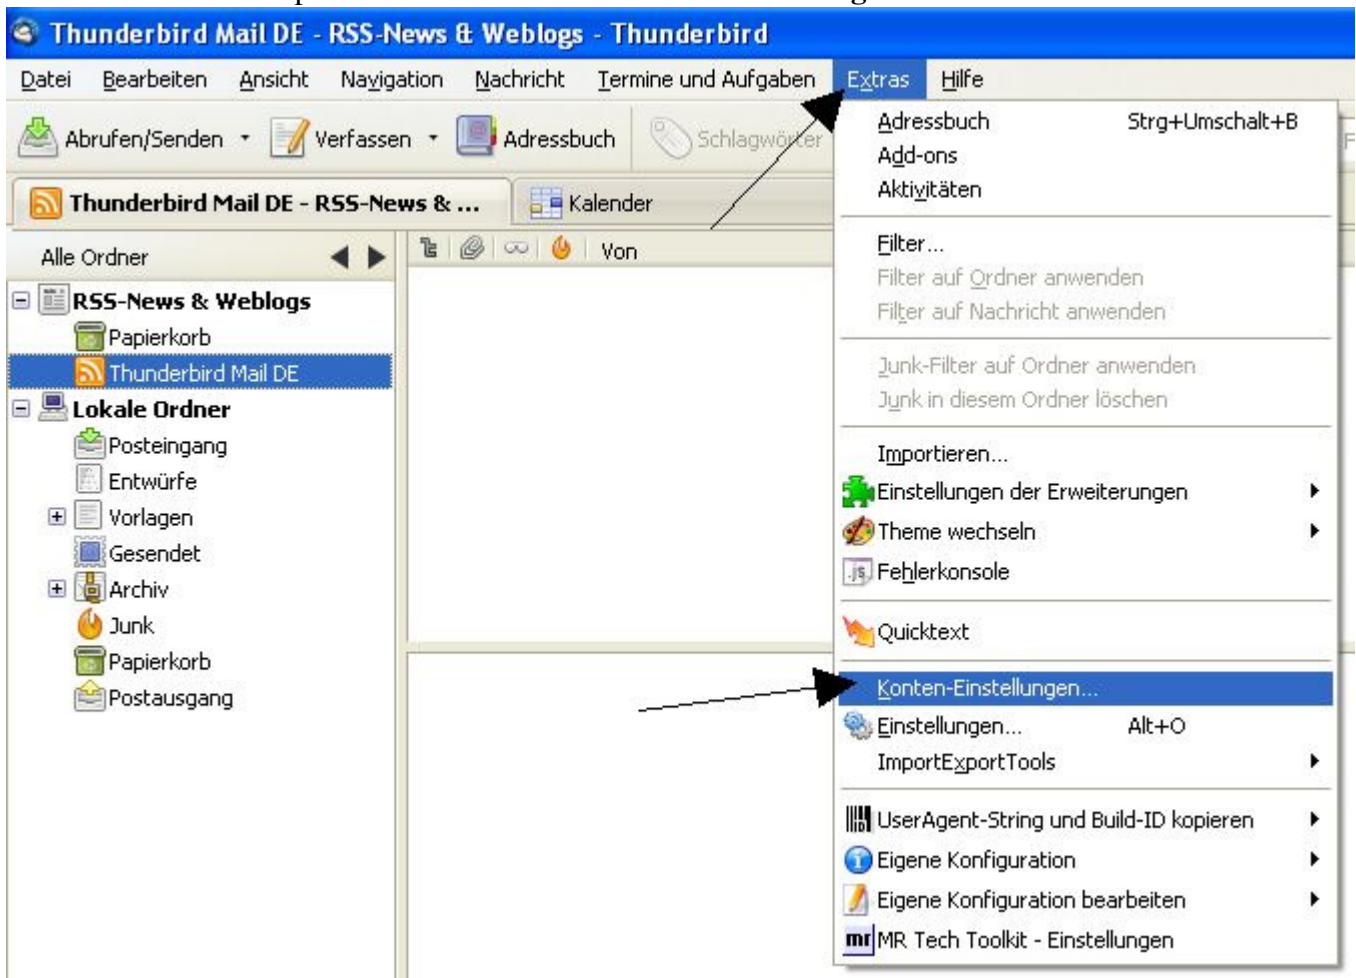 Thunderbird Mail DE - RSS-News & Weblogs - Thunderbird
Datei Bearbeiten Ansicht Navigation Nachricht Termine und Aufgaben Extras Hilfe
Abrufen/Senden Verfassen Adressbuch Schlagwörter
Thunderbird Mail DE - RSS-News & ... Kalender
Alle Ordner
Von
RSS-News & Weblogs
Papierkorb
Thunderbird Mail DE
Lokale Ordner
Posteingang
Entwürfe
Vorlagen
Gesendet
Archiv
Junk
Papierkorb
Postausgang
Adressbuch Strg+Umschalt+B
Add-ons
Aktivitäten
Filter...
Filter auf Ordner anwenden
Filter auf Nachricht anwenden
Junk-Filter auf Ordner anwenden
Junk in diesem Ordner löschen
Importieren...
Einstellungen der Erweiterungen
Theme wechseln
.js Fehlerkonsole
Quicktext
Konten-Einstellungen...
Einstellungen... Alt+O
ImportExportTools
UserAgent-String und Build-ID kopieren
Eigene Konfiguration
Eigene Konfiguration bearbeiten
mr MR Tech Toolkit - Einstellungen